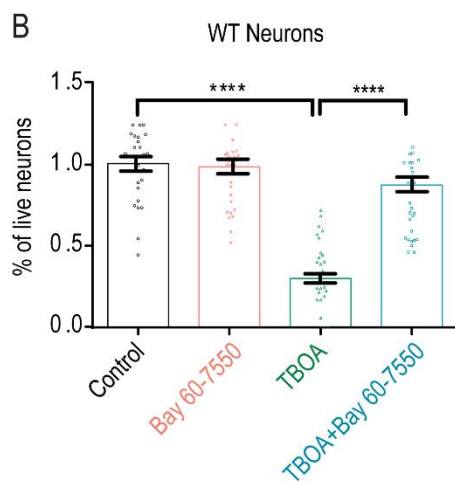 B
WT Neurons
% of live neurons
1.5
1.0
0.5
0.0
****
****
Control
Bay 60-7550
TBOA
TBOA+Bay 60-7550